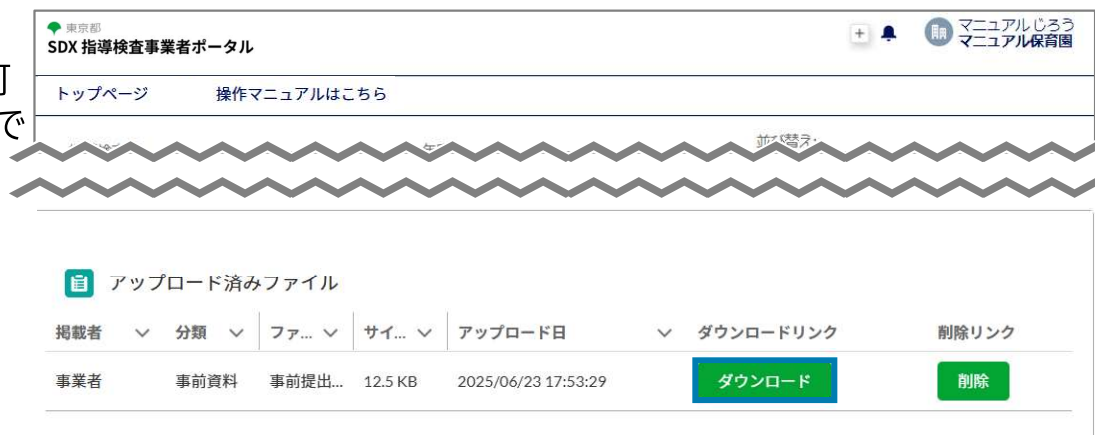 東京都
SDX 指導検査事業者ポータル
+
マニュアルじろう
マニュアル保育園
で
トップページ 操作マニュアルはこちら
並び替え:
アップロード済みファイル
掲載者 分類 ファ... サイ... アップロード日 ダウンロードリンク 削除リンク
事業者 事前資料 事前提出... 12.5 KB 2025/06/23 17:53:29 ダウンロード 削除